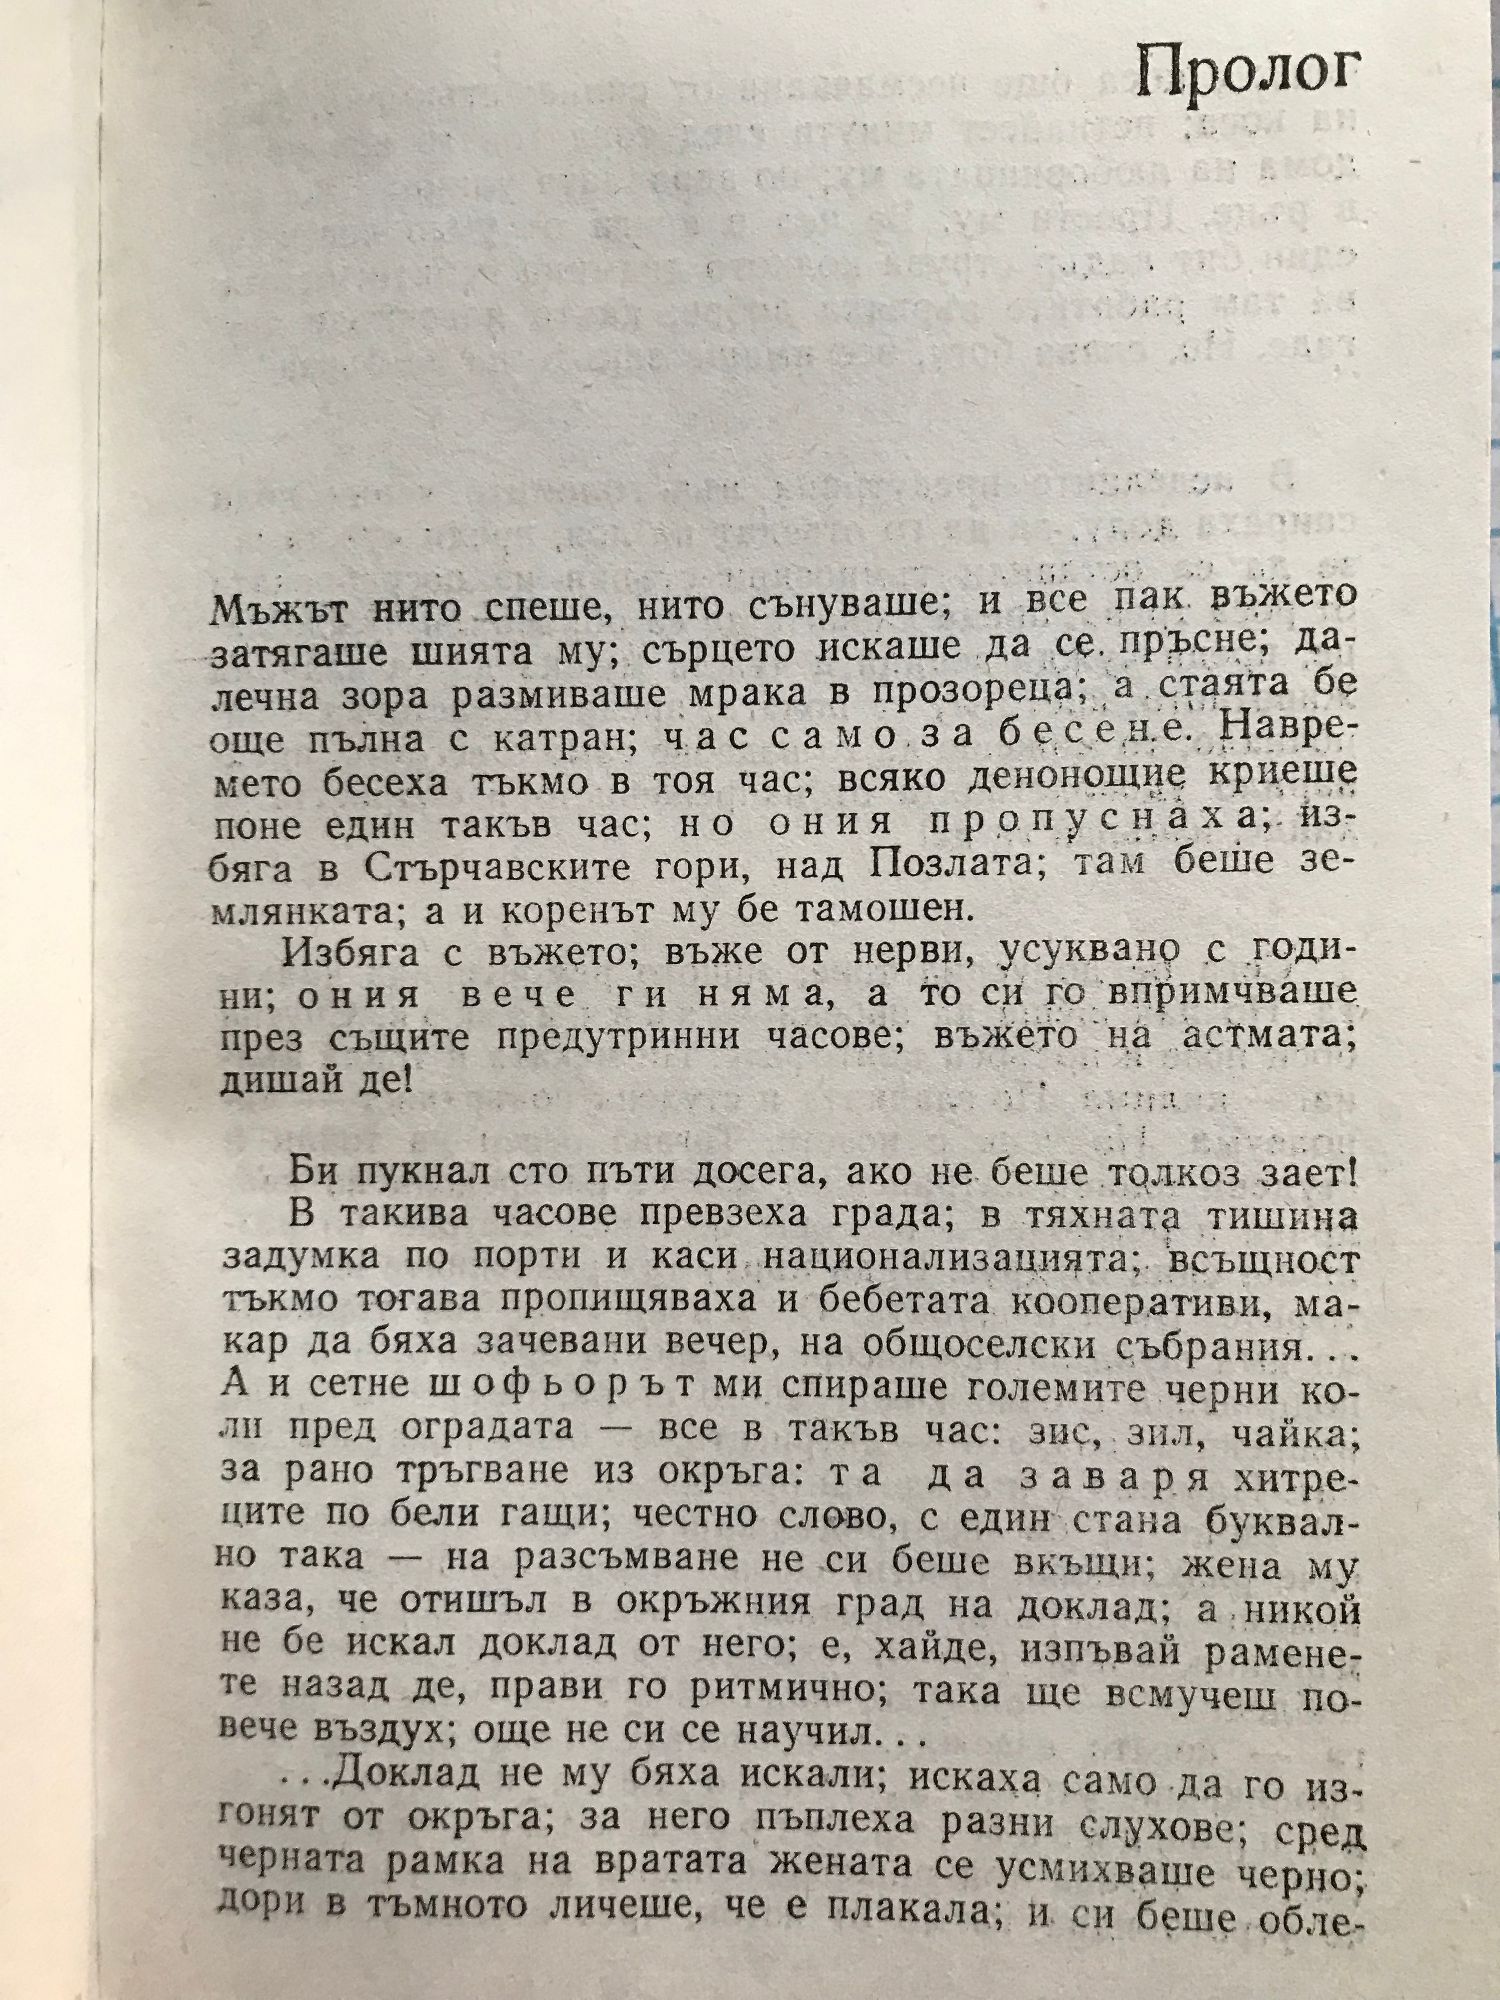 Пролог
Мъжът нито спеше, нито сънуваше; и все пак въжето
затягаше шията му; сърцето искаше да се пръсне; да-
лечна зора размиваше мрака в прозореца; а стаята бе
още пълна с катран; час само за бесене. Навре-
мето бесеха тъкмо в тоя час; всяко денонощие криеше
поне един такъв час; но ония пропуснаха; из-
бяга в Стърчавските гори, над Позлата; там беше зе-
млянката; а и коренът му бе тамошен.
Избяга с въжето; въже от нерви, усуквано с годи-
ни; ония вече ги няма, а то си го впримчваше
през същите предутринни часове; въжето на астмата;
дишай де!
Би пукнал сто пъти досега, ако не беше толкоз зает!
В такива часове превзеха града; в тяхната тишина
задумка по порти и каси национализацията; всъщност
тъкмо тогава пропищяваха и бебетата кооперативи, ма-
кар да бяха зачевани вечер, на общоселски събрания...
А и сетне шофьорът ми спираше големите черни ко-
ли пред оградата — все в такъв час: зис, зил, чайка;
за рано тръгване из окръга: та да заваря хитре-
ците по бели гащи; честно слово, с един стана буквал-
но така — на разсъмване не си беше вкъщи; жена му
каза, че отишъл в окръжния град на доклад; а никой
не бе искал доклад от него; е, хайде, изпъвай рамене-
те назад де, прави го ритмично; така ще всмучеш по-
вече въздух; още не си се научил...
...Доклад не му бяха искали; искаха само да го из-
гонят от окръга; за него пъплеха разни слухове; сред
черната рамка на вратата жената се усмихваше черно;
дори в тъмното личеше, че е плакала; и си беше обле-